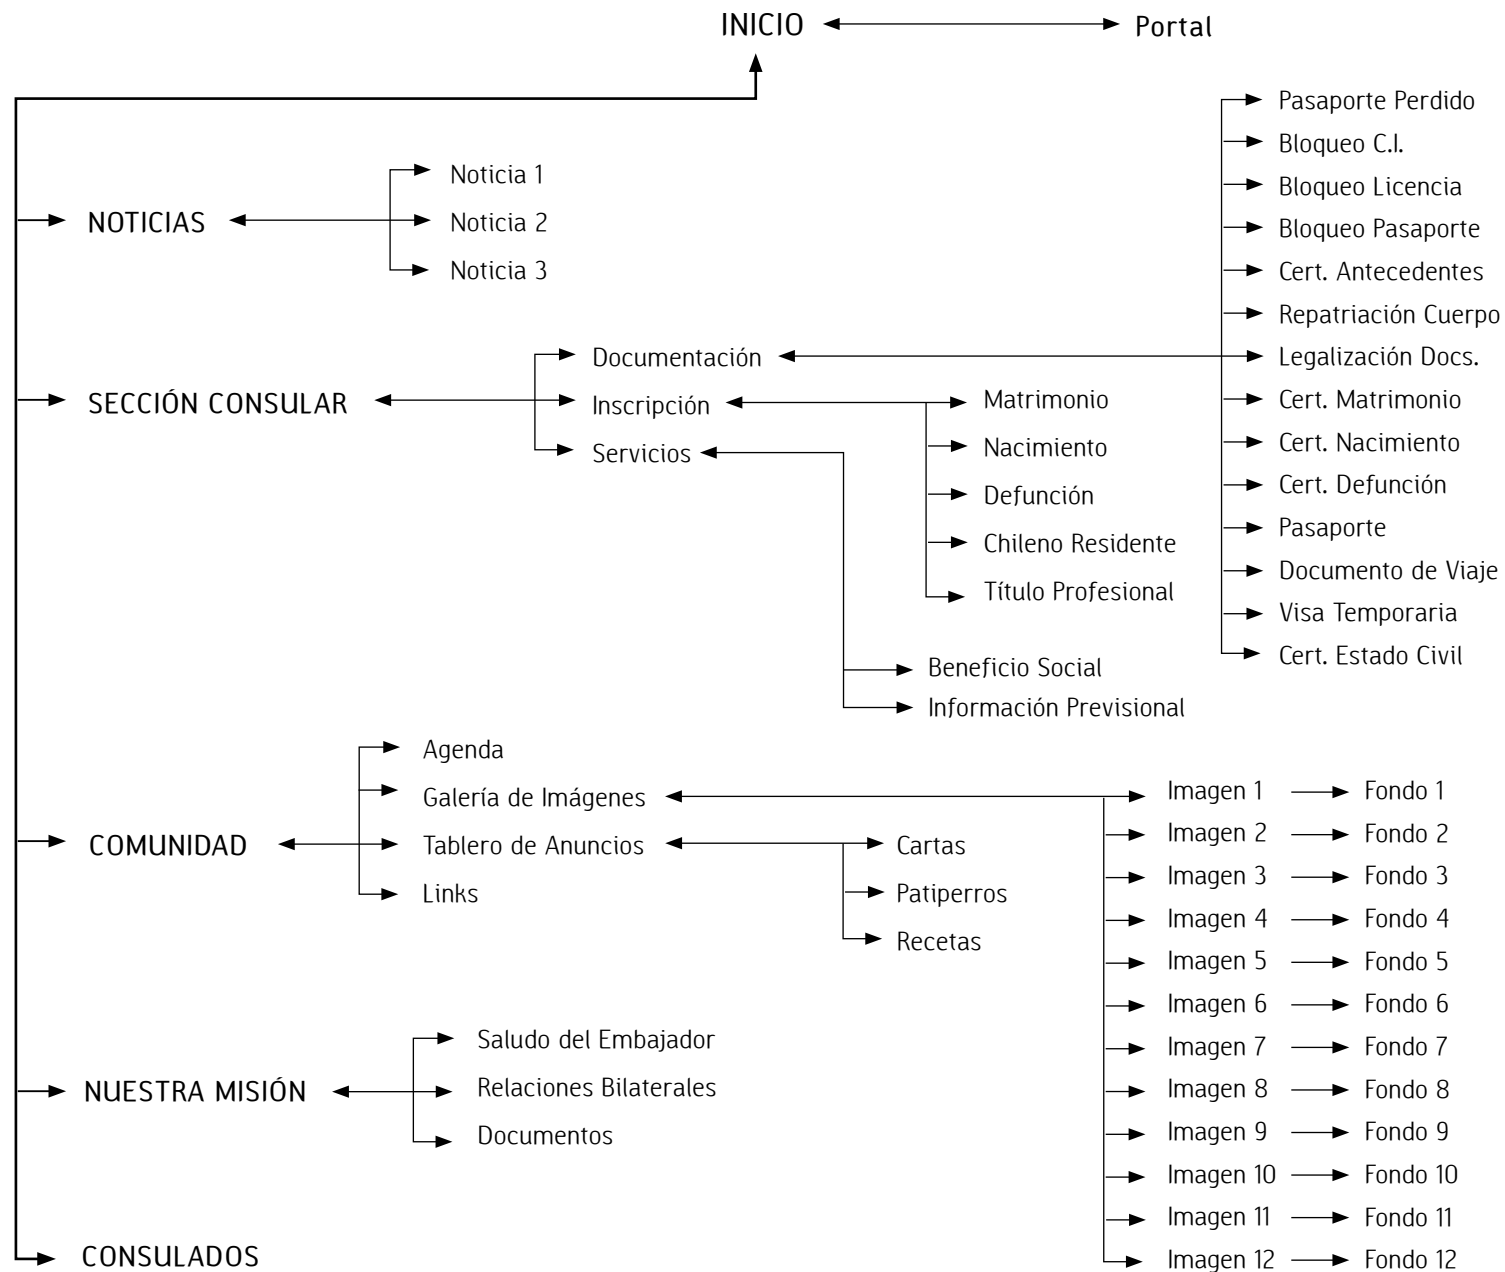 INICIO
Portal
NOTICIAS
Noticia 1
Noticia 2
Noticia 3
SECCIÓN CONSULAR
Documentación
Inscripción
Servicios
Pasaporte Perdido
Bloqueo C.I.
Bloqueo Licencia
Bloqueo Pasaporte
Cert. Antecedentes
Repatriación Cuerpo
Legalización Docs.
Cert. Matrimonio
Cert. Nacimiento
Cert. Defunción
Pasaporte
Documento de Viaje
Visa Temporaria
Cert. Estado Civil
Matrimonio
Nacimiento
Defunción
Chileno Residente
Título Profesional
Beneficio Social
Información Previsional
COMUNIDAD
Agenda
Galería de Imágenes
Tablero de Anuncios
Links
Cartas
Patiperros
Recetas
Imagen 1 Fondo 1
Imagen 2 Fondo 2
Imagen 3 Fondo 3
Imagen 4 Fondo 4
Imagen 5 Fondo 5
Imagen 6 Fondo 6
Imagen 7 Fondo 7
Imagen 8 Fondo 8
Imagen 9 Fondo 9
Imagen 10 Fondo 10
Imagen 11 Fondo 11
Imagen 12 Fondo 12
NUESTRA MISIÓN
Saludo del Embajador
Relaciones Bilaterales
Documentos
CONSULADOS